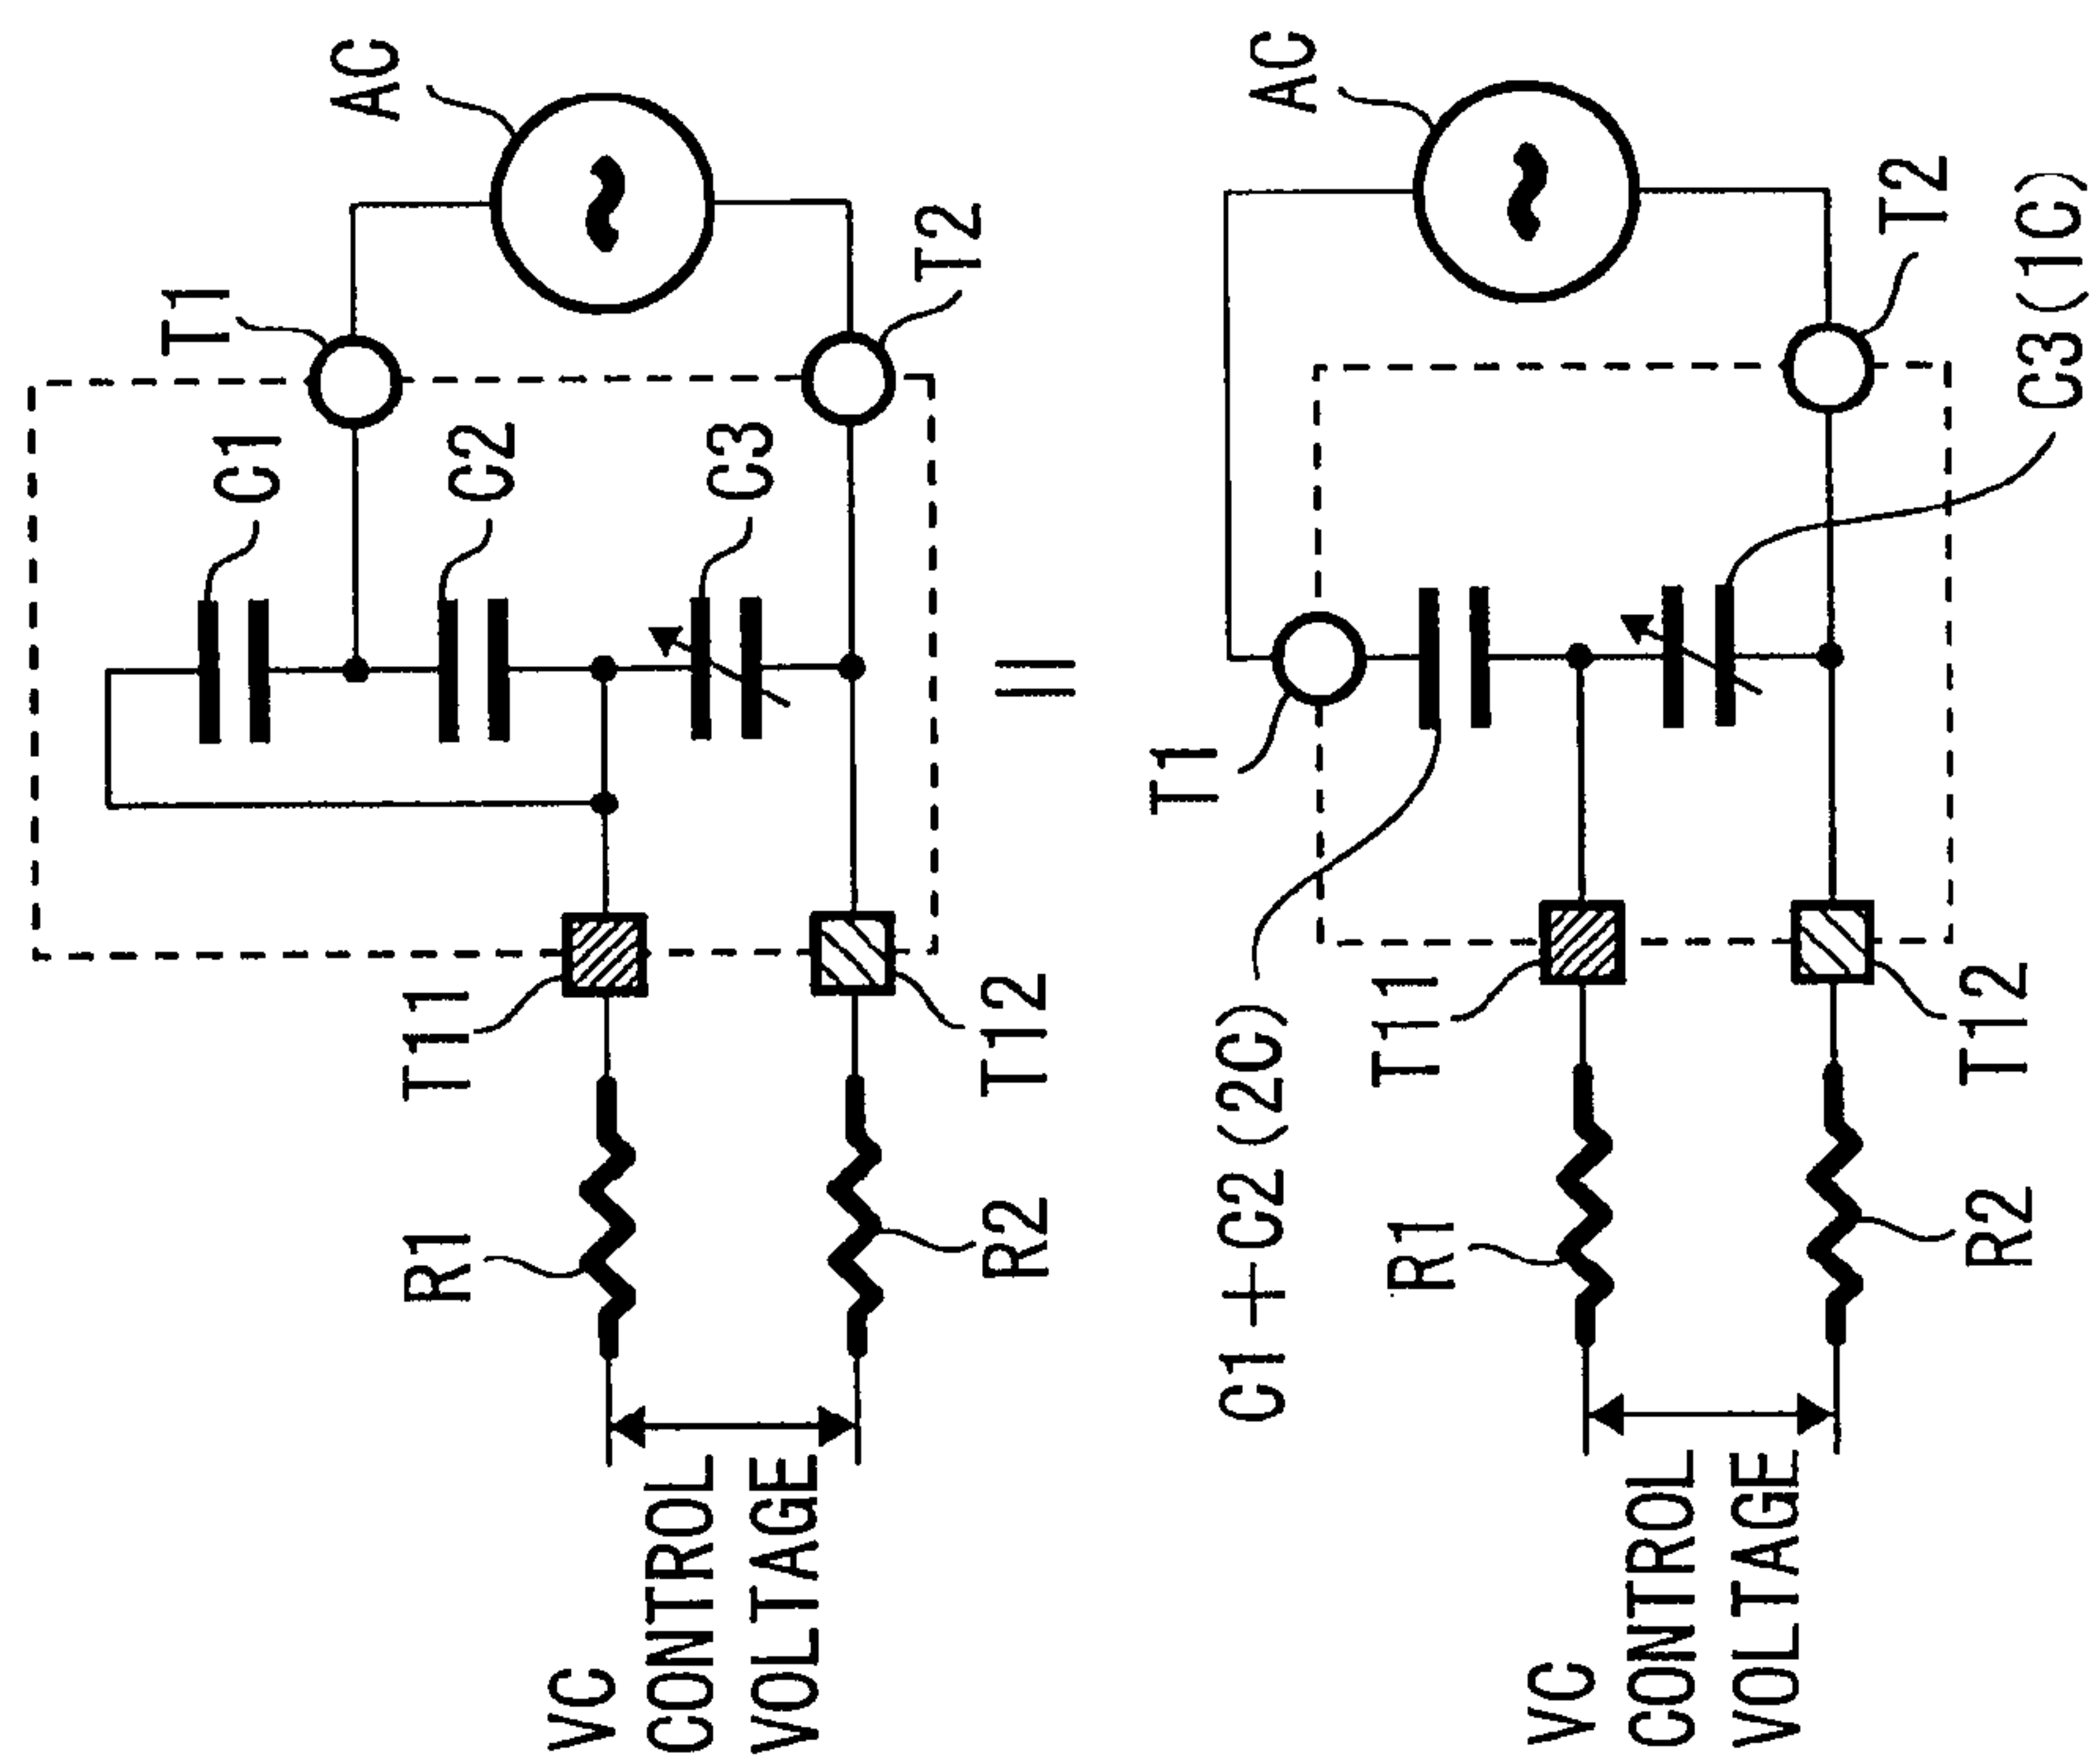 AC
T1
T2
C1
C2
C3
T11
T12
R1
R2
VC
CONTROL
VOLTAGE
=
AC
T2
C3(1C)
T1
T11
T12
C1+C2(2C)
R1
R2
VC
CONTROL
VOLTAGE